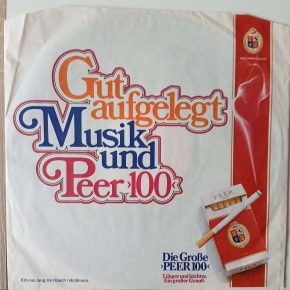 Gut
aufgelegt
Musik
und
Peer ›100‹
PEER
Die Große
›PEER 100‹
Länger und leichter.
Ein großer Genuß.
100 mm lang. Im Rauch nikotinarm.